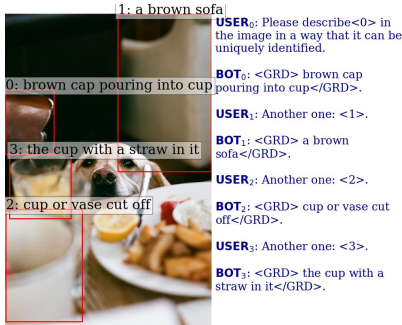 1: a brown sofa
0: brown cap pouring into cup
3: the cup with a straw in it
2: cup or vase cut off
USER0: Please describe<0> in
the image in a way that it can be
uniquely identified.
BOT0: <GRD> brown cap
pouring into cup</GRD>.
USER1: Another one: <1>.
BOT1: <GRD> a brown
sofa</GRD>.
USER2: Another one: <2>.
BOT2: <GRD> cup or vase cut
off</GRD>.
USER3: Another one: <3>.
BOT3: <GRD> the cup with a
straw in it</GRD>.